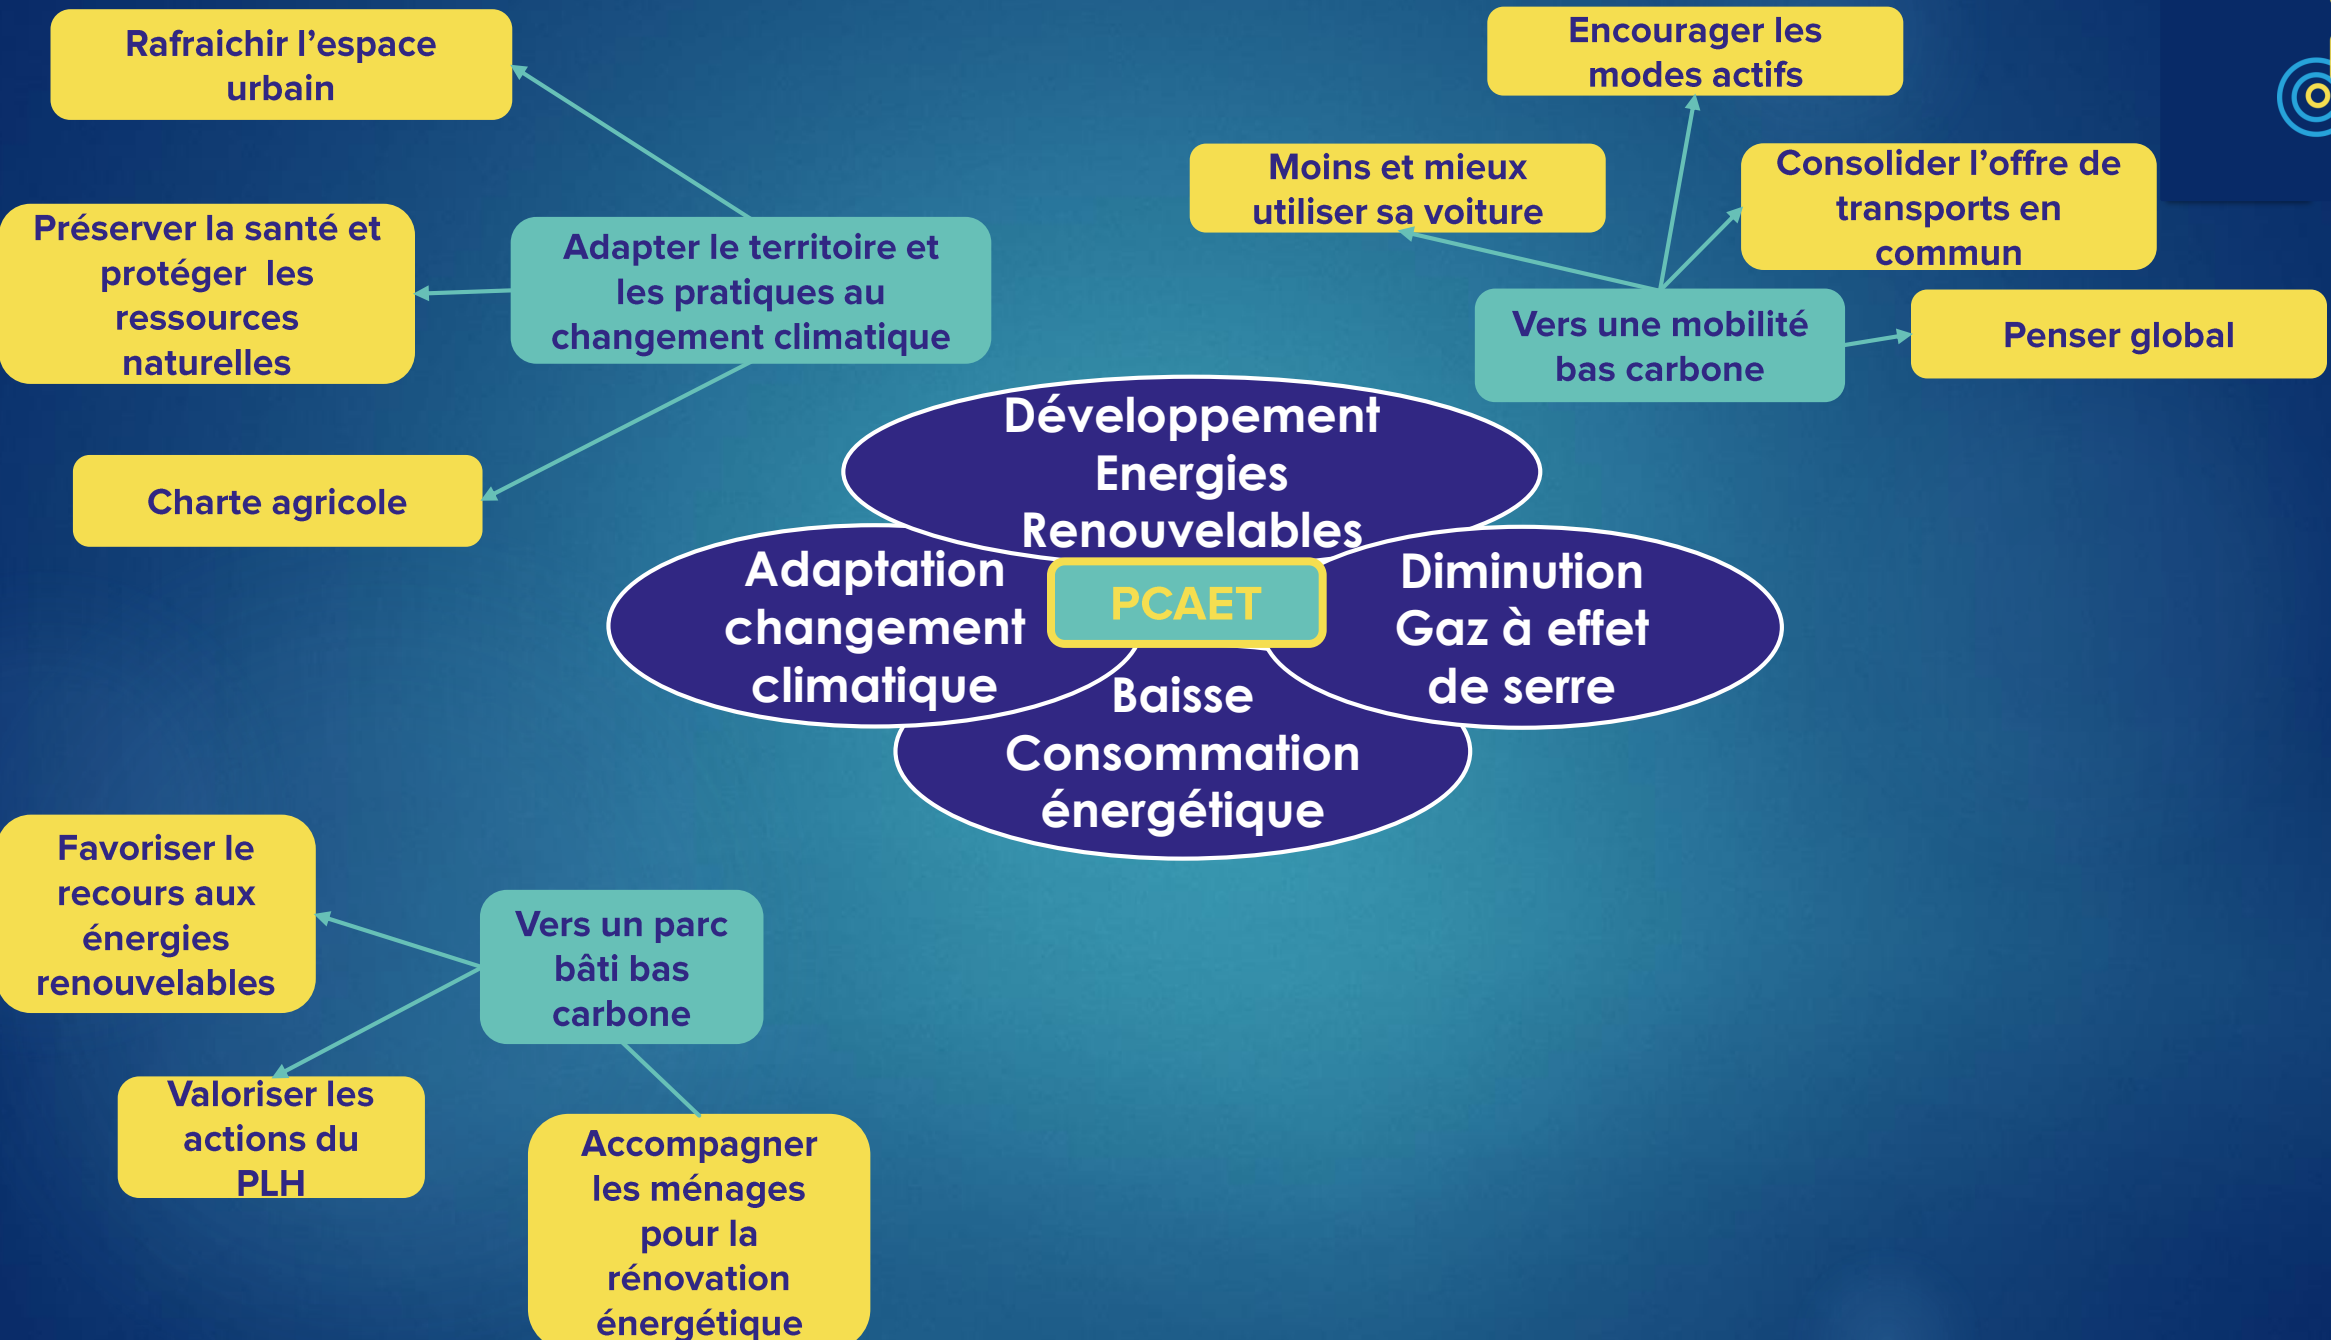 Rafraichir l’espace
urbain
Préserver la santé et
protéger les
ressources
naturelles
Adapter le territoire et
les pratiques au
changement climatique
Charte agricole
Encourager les
modes actifs
Moins et mieux
utiliser sa voiture
Consolider l’offre de
transports en
commun
Vers une mobilité
bas carbone
Penser global
Développement
Energies
Renouvelables
Adaptation
changement
climatique
PCAET
Diminution
Gaz à effet
de serre
Baisse
Consommation
énergétique
Favoriser le
recours aux
énergies
renouvelables
Vers un parc
bâti bas
carbone
Valoriser les
actions du
PLH
Accompagner
les ménages
pour la
rénovation
énergétique